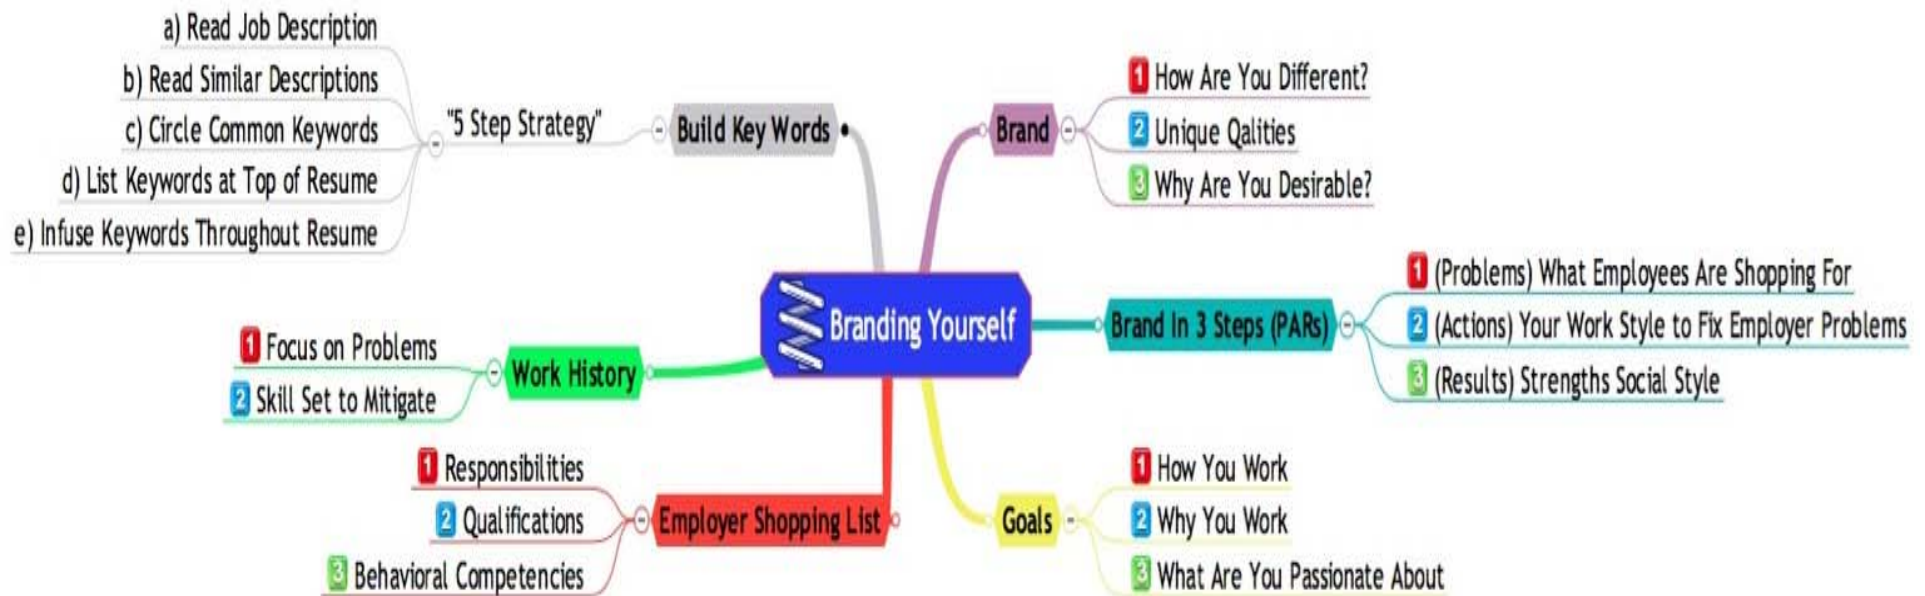 Branding Yourself
Brand
1 How Are You Different?
2 Unique Qalities
3 Why Are You Desirable?
Brand In 3 Steps (PARs)
1 (Problems) What Employees Are Shopping For
2 (Actions) Your Work Style to Fix Employer Problems
3 (Results) Strengths Social Style
Goals
1 How You Work
2 Why You Work
3 What Are You Passionate About
Employer Shopping List
1 Responsibilities
2 Qualifications
3 Behavioral Competencies
Work History
1 Focus on Problems
2 Skill Set to Mitigate
Build Key Words
"5 Step Strategy"
a) Read Job Description
b) Read Similar Descriptions
c) Circle Common Keywords
d) List Keywords at Top of Resume
e) Infuse Keywords Throughout Resume